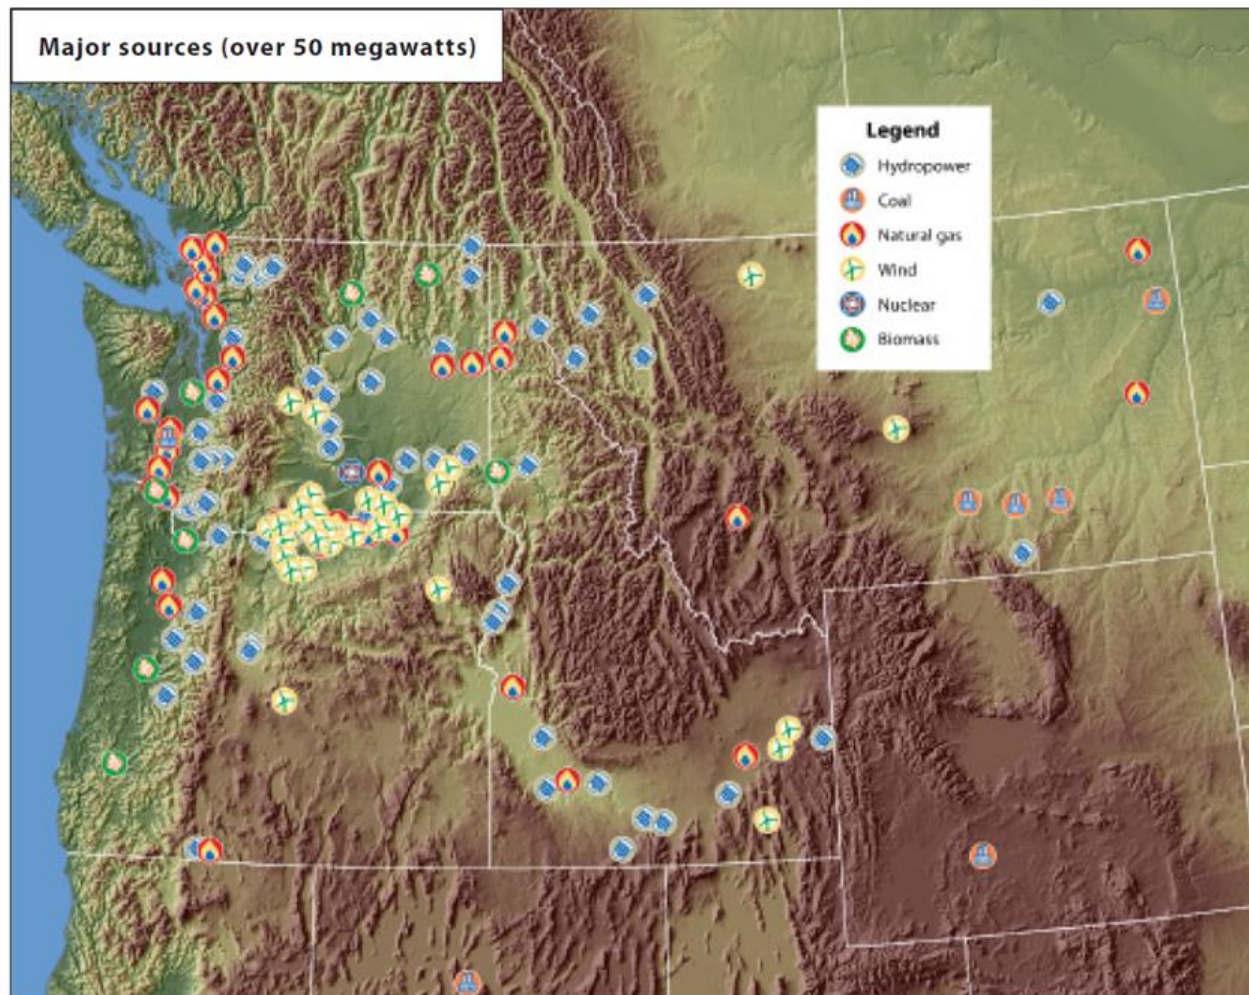 Major sources (over 50 megawatts)
Legend
Hydropower
Coal
Natural gas
Wind
Nuclear
Biomass